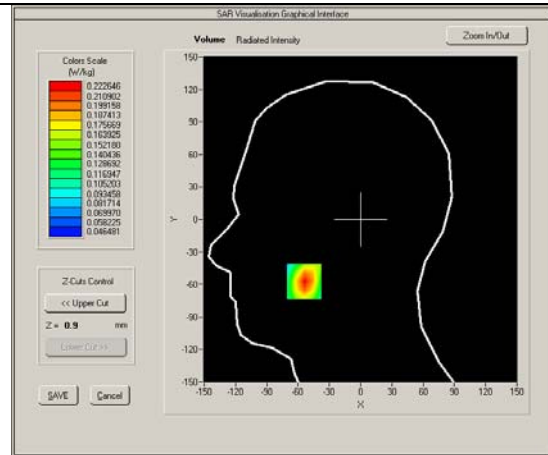 SAR Visualisation Graphical Interface
Volume Radiated Intensity
Zoom In/Out
Colors Scale
(W/kg)
0.222646
0.210902
0.199158
0.187413
0.175669
0.163925
0.152180
0.140436
0.128692
0.116947
0.105203
0.093458
0.081714
0.069970
0.058225
0.046481
Z-Cuts Control
<< Upper Cut
Z = 0.9 mm
Lower Cut >>
SAVE Cancel
150
120
90
60
30
0
-30
-60
-90
-120
-150
Y
-150 -120 -90 -60 -30 0 30 60 90 120 150
X